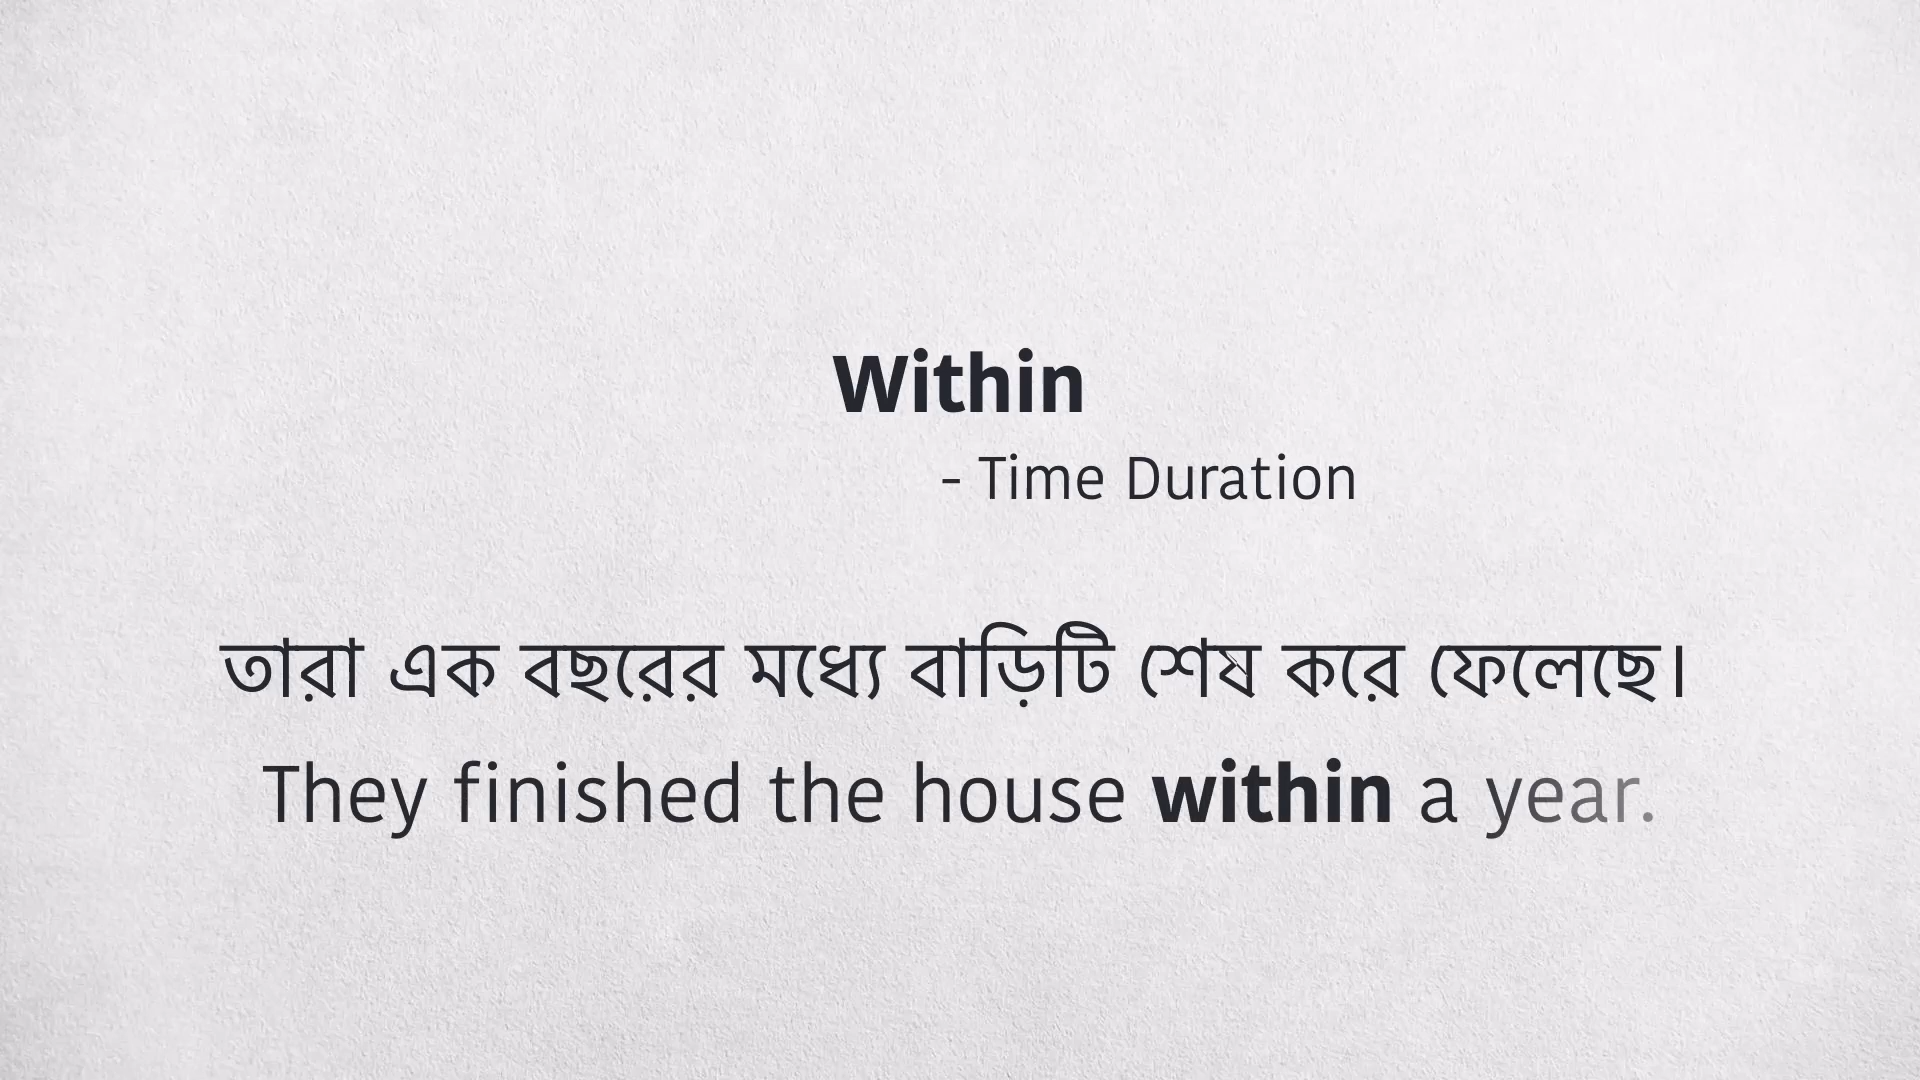 Within
- Time Duration
তারা এক বছরের মধ্যে বাড়িটি শেষ করে ফেলেছে।
They finished the house within a year.